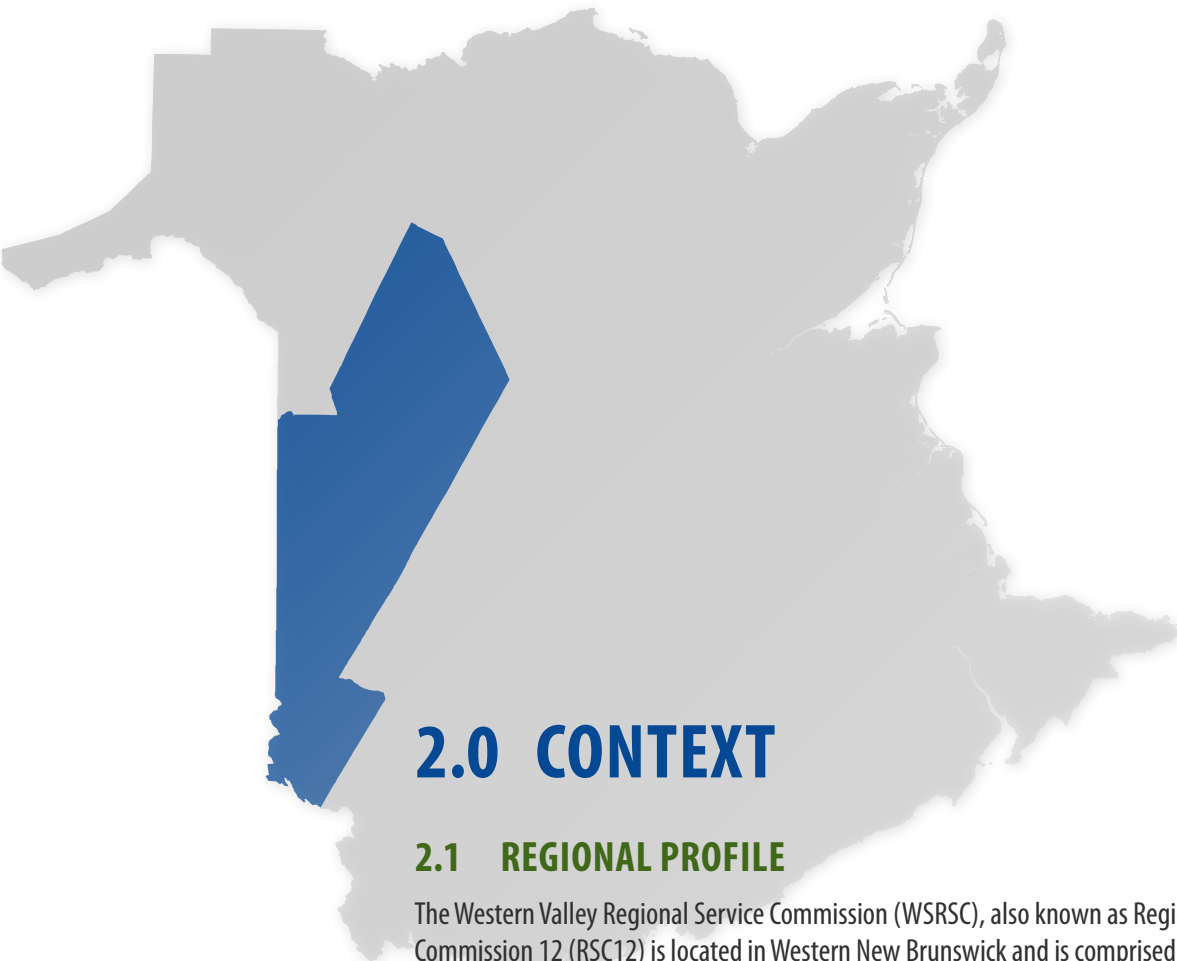 2.0 CONTEXT
2.1 REGIONAL PROFILE
The Western Valley Regional Service Commission (WSRSC), also known as Regi
Commission 12 (RSC12) is located in Western New Brunswick and is comprised